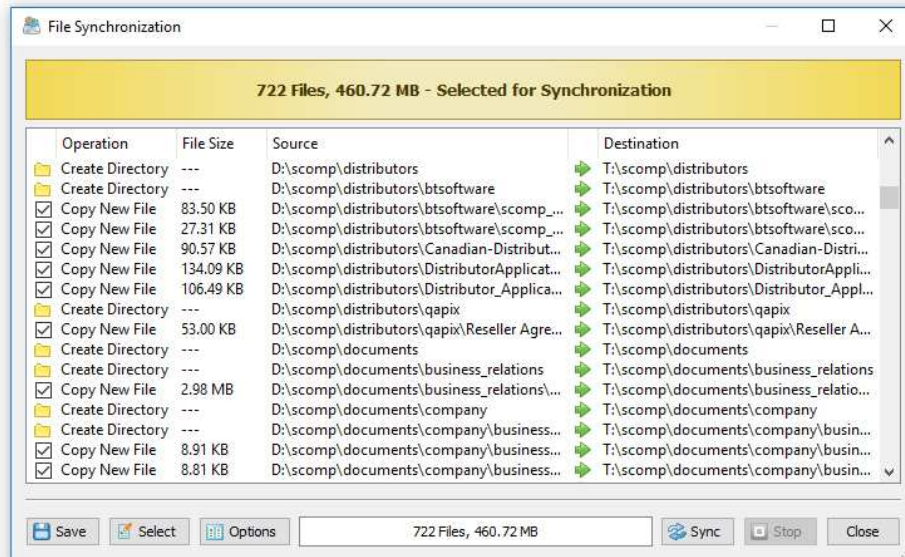 File Synchronization
722 Files, 460.72 MB - Selected for Synchronization
Operation File Size Source Destination
Create Directory --- D:\scomp\distributors T:\scomp\distributors
Create Directory --- D:\scomp\distributors\btsoftware T:\scomp\distributors\btsoftware
Copy New File 83.50 KB D:\scomp\distributors\btsoftware\scomp_... T:\scomp\distributors\btsoftware\sco...
Copy New File 27.31 KB D:\scomp\distributors\btsoftware\scomp_... T:\scomp\distributors\btsoftware\sco...
Copy New File 90.57 KB D:\scomp\distributors\Canadian-Distribut... T:\scomp\distributors\Canadian-Distri...
Copy New File 134.09 KB D:\scomp\distributors\DistributorApplicat... T:\scomp\distributors\DistributorAppli...
Copy New File 106.49 KB D:\scomp\distributors\Distributor_Applica... T:\scomp\distributors\Distributor_Appl...
Create Directory --- D:\scomp\distributors\qapix T:\scomp\distributors\qapix
Copy New File 53.00 KB D:\scomp\distributors\qapix\Reseller Agre... T:\scomp\distributors\qapix\Reseller A...
Create Directory --- D:\scomp\documents T:\scomp\documents
Create Directory --- D:\scomp\documents\business_relations T:\scomp\documents\business_relations
Copy New File 2.98 MB D:\scomp\documents\business_relations\... T:\scomp\documents\business_relatio...
Create Directory --- D:\scomp\documents\company T:\scomp\documents\company
Create Directory --- D:\scomp\documents\company\business... T:\scomp\documents\company\busin...
Copy New File 8.91 KB D:\scomp\documents\company\business... T:\scomp\documents\company\busin...
Copy New File 8.81 KB D:\scomp\documents\company\business... T:\scomp\documents\company\busin...
Save Select Options 722 Files, 460.72 MB Sync Stop Close